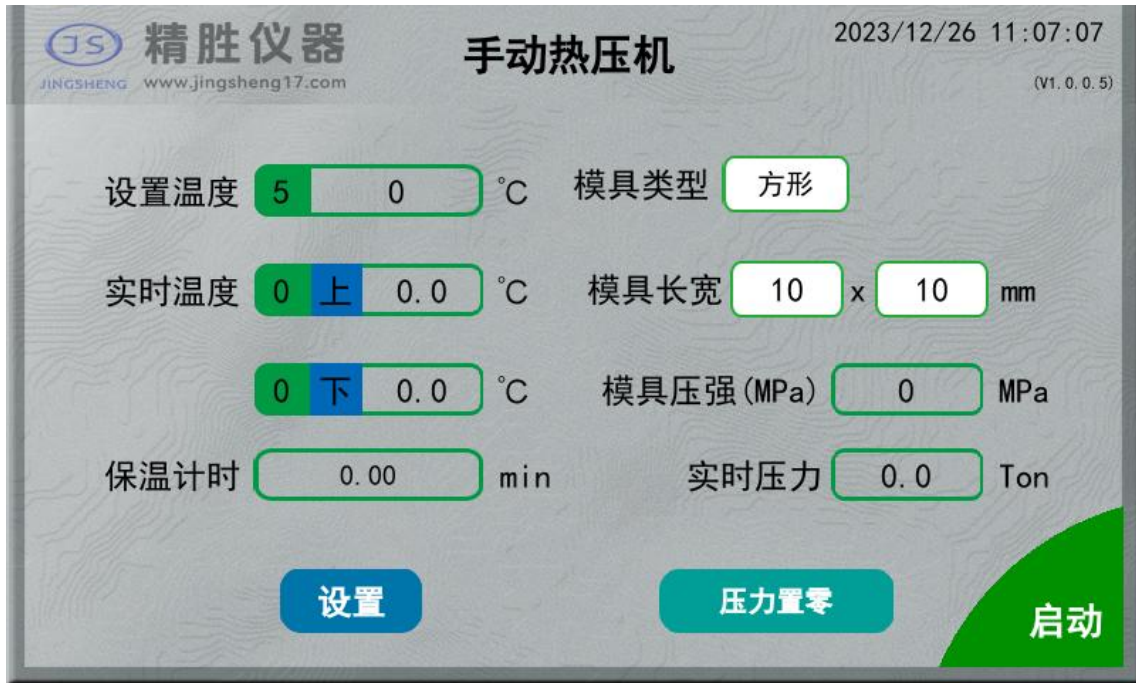 JS 精胜仪器
JINGSHENG www.jingsheng17.com
手动热压机
2023/12/26 11:07:07
(V1.0.0.5)
设置温度 5 0 ℃ 模具类型 方形
实时温度 0 上 0.0 ℃ 模具长宽 10 x 10 mm
0 下 0.0 ℃ 模具压强(MPa) 0 MPa
保温计时 0.00 min 实时压力 0.0 Ton
设置 压力置零 启动